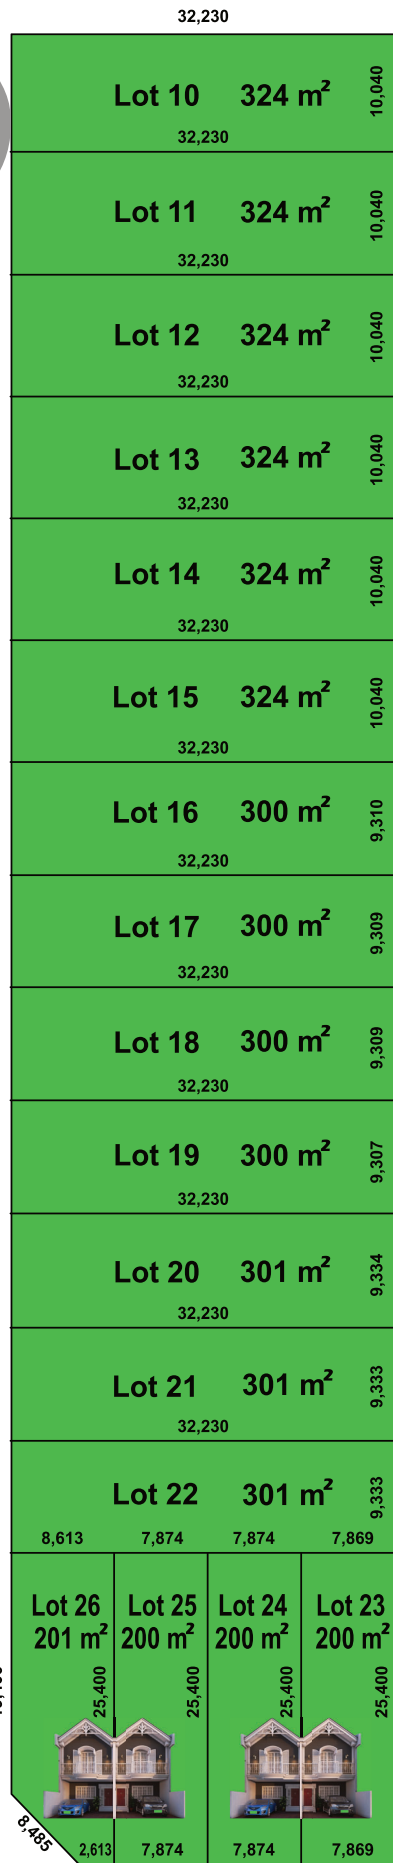 32,230
Lot 10 324 m² 10,040
32,230
Lot 11 324 m² 10,040
32,230
Lot 12 324 m² 10,040
32,230
Lot 13 324 m² 10,040
32,230
Lot 14 324 m² 10,040
32,230
Lot 15 324 m² 10,040
32,230
Lot 16 300 m² 9,310
32,230
Lot 17 300 m² 9,309
32,230
Lot 18 300 m² 9,309
32,230
Lot 19 300 m² 9,307
32,230
Lot 20 301 m² 9,334
32,230
Lot 21 301 m² 9,333
32,230
Lot 22 301 m² 9,333
8,613 7,874 7,874 7,869
Lot 26 Lot 25 Lot 24 Lot 23
201 m² 200 m² 200 m² 200 m²
25,400 25,400 25,400 25,400
8,485 2,613 7,874 7,874 7,869